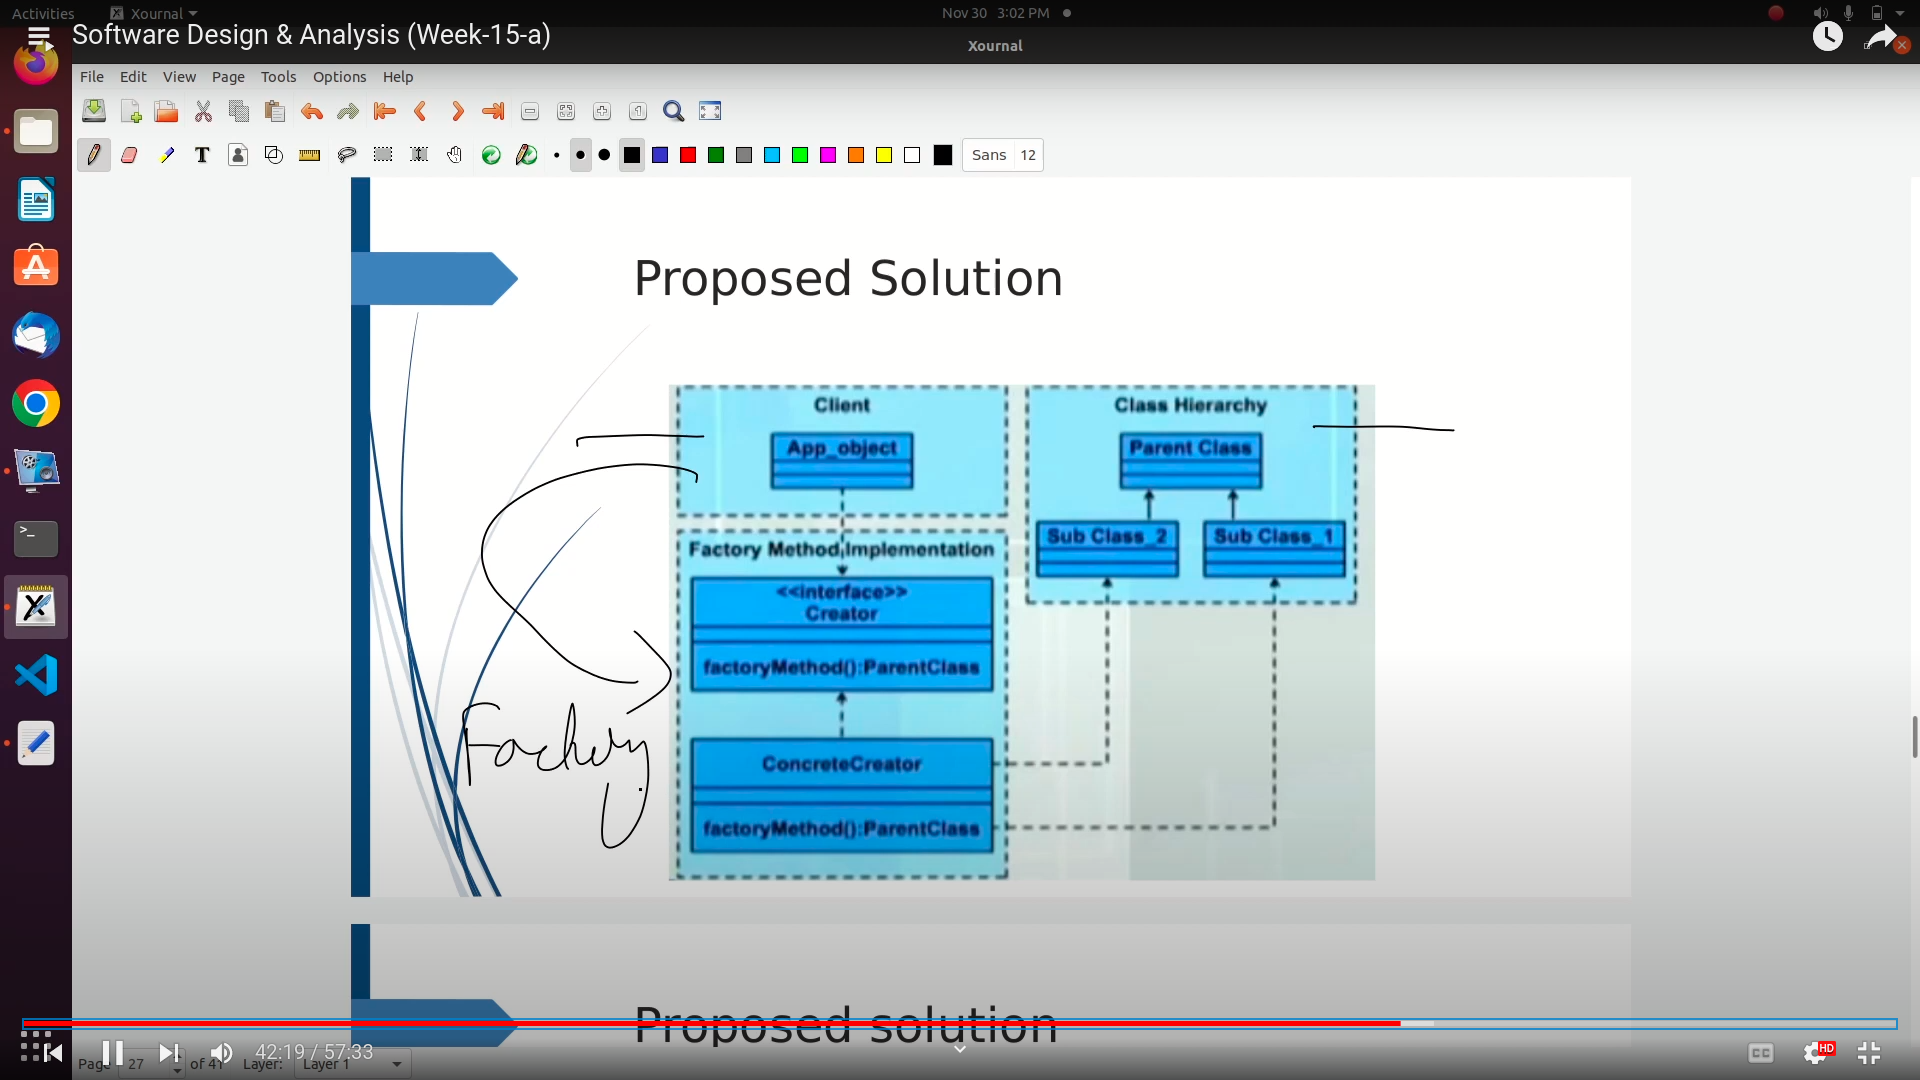 Activities
Xournal
Nov 30 3:02 PM
Software Design & Analysis (Week-15-a)
Xournal
File Edit View Page Tools Options Help
Sans 12
Proposed Solution
Client
App_object
Class Hierarchy
Parent Class
Sub Class_2
Sub Class_1
Factory Method Implementation
<<interface>>
Creator
factoryMethod():ParentClass
ConcreteCreator
factoryMethod():ParentClass
Factory
Proposed solution
42:19 / 57:33
Page 27 of 41 Layer: Layer 1
CC
HD